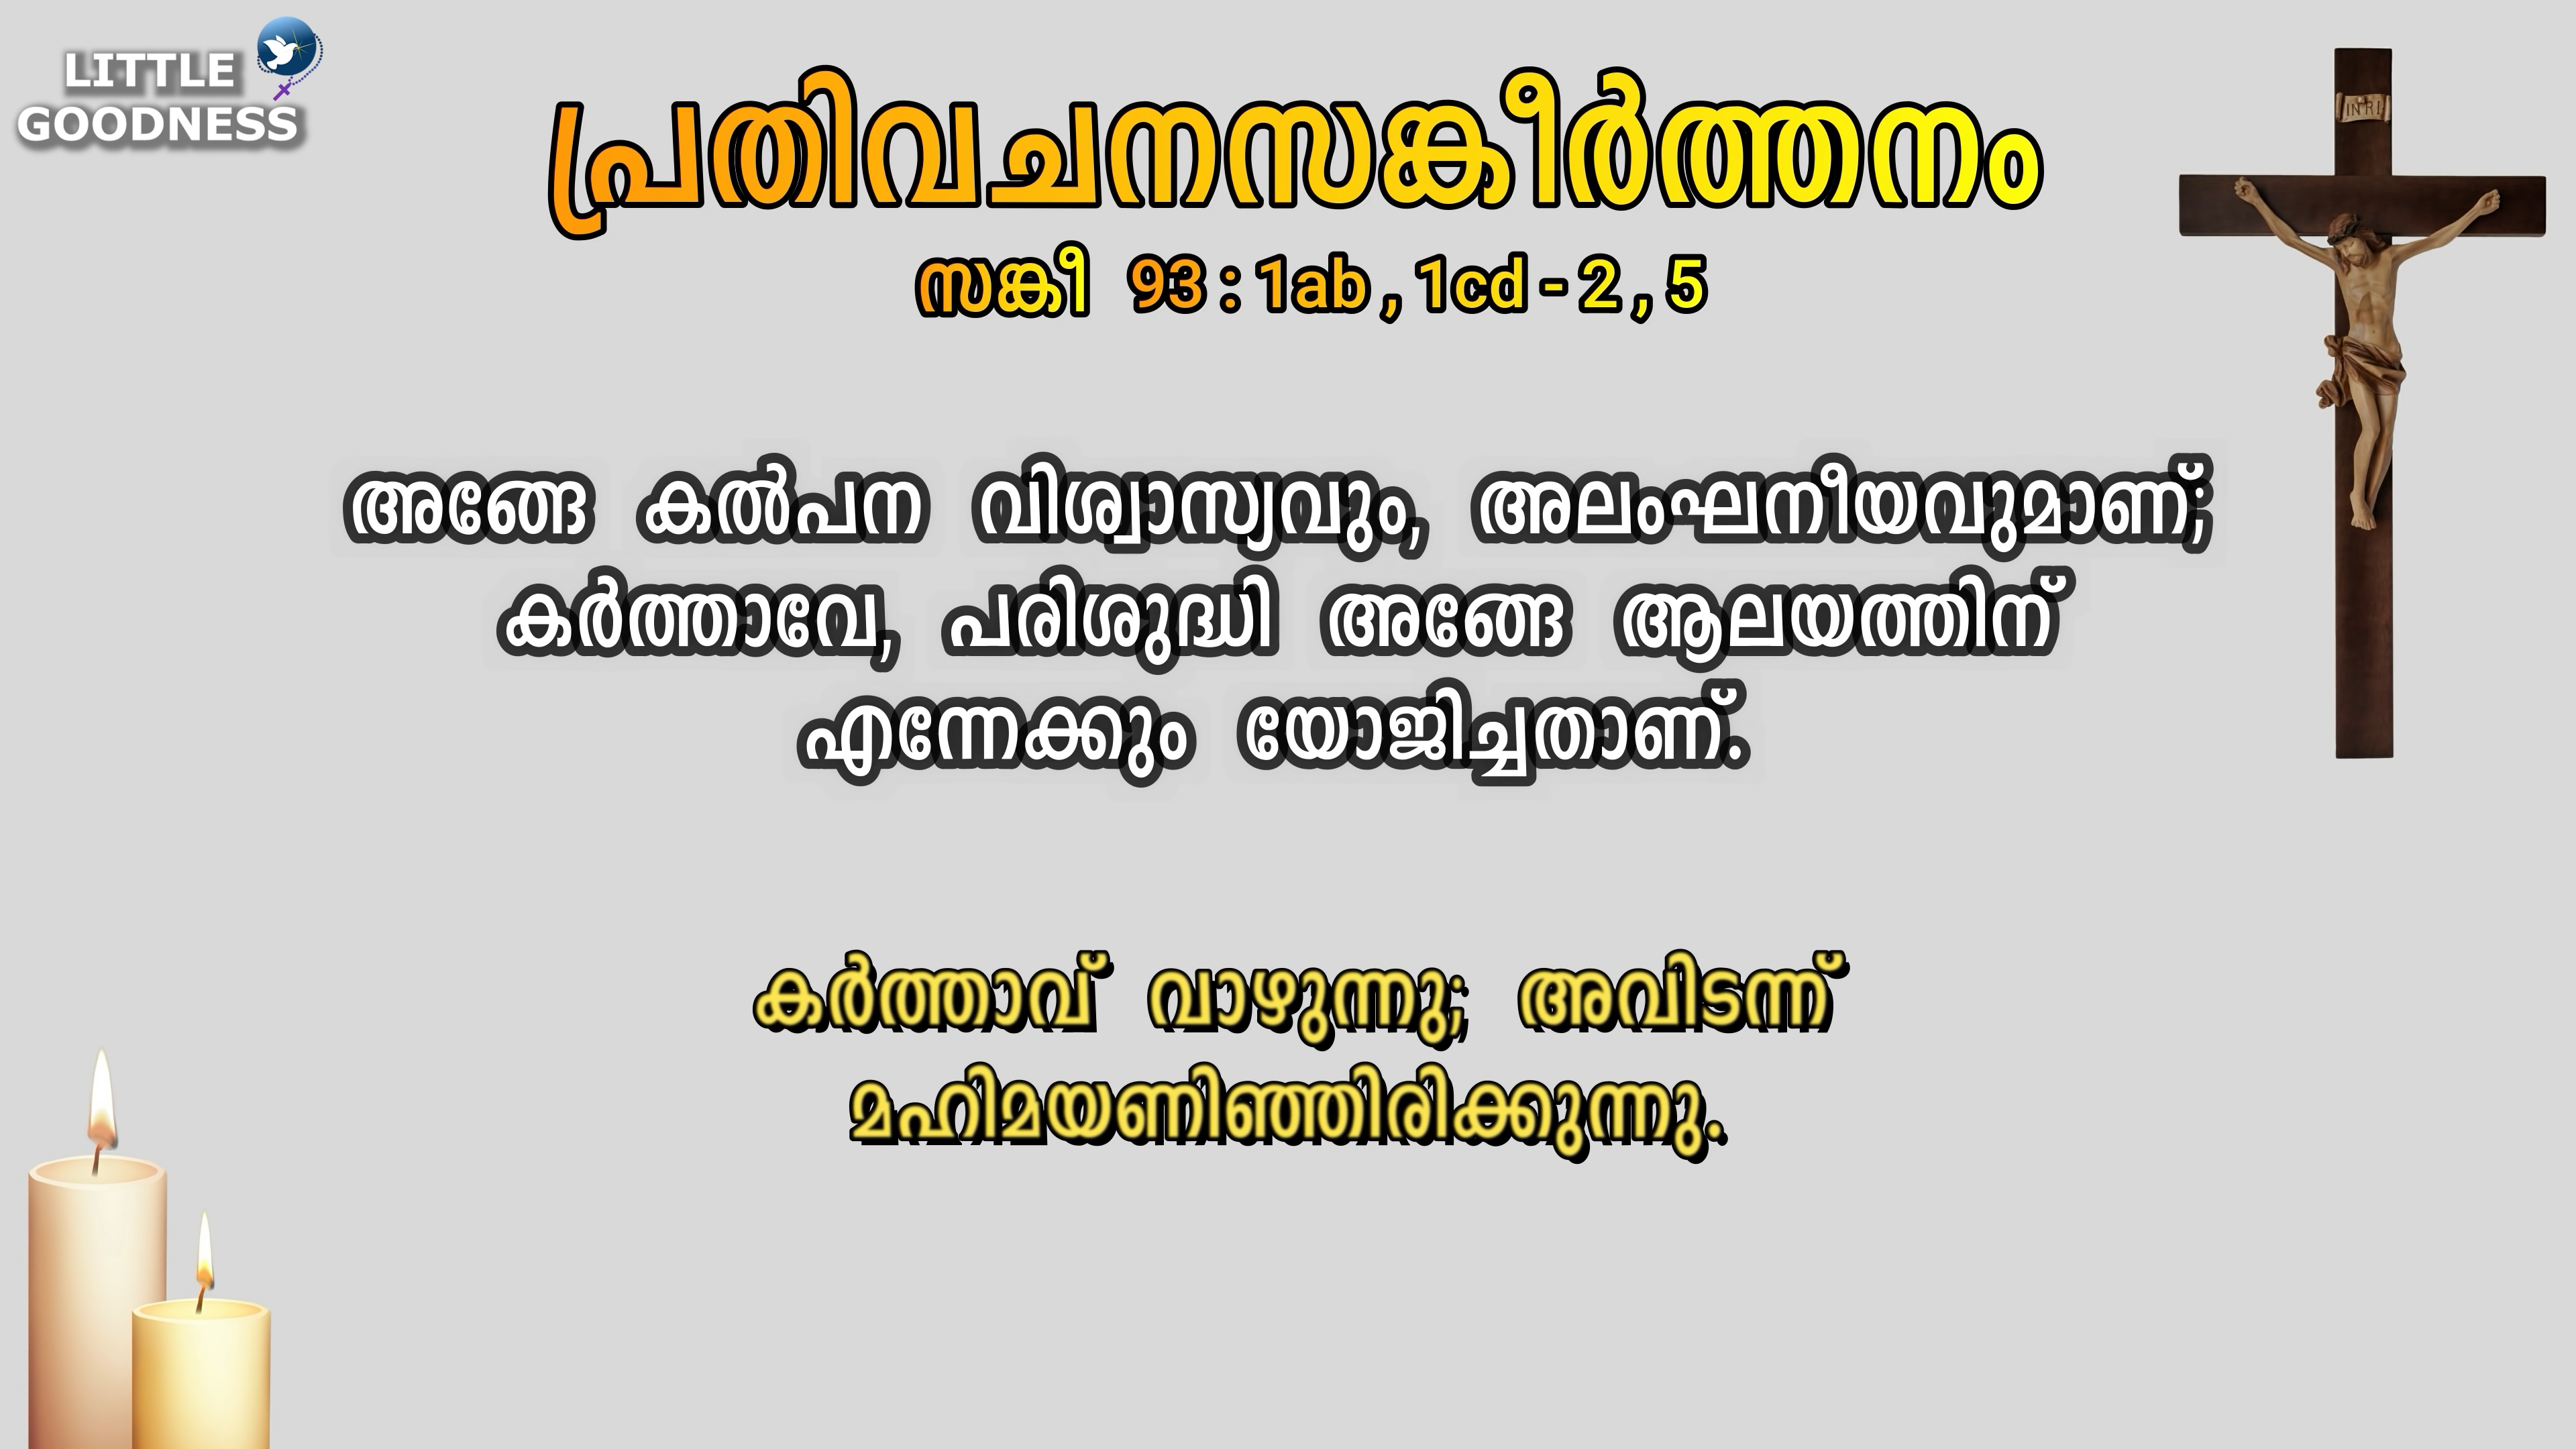 LITTLE
GOODNESS
പ്രതിവചനസങ്കീർത്തനം
INRI
സങ്കീ 93 : 1ab , 1cd - 2 , 5
അങ്ങേ കൽപന വിശ്വാസ്യവും, അലംഘനീയവുമാണ്;
കർത്താവേ, പരിശുദ്ധി അങ്ങേ ആലയത്തിന്
എന്നേക്കും യോജിച്ചതാണ്.
കർത്താവ് വാഴുന്നു; അവിടന്ന്
മഹിമയണിഞ്ഞിരിക്കുന്നു.